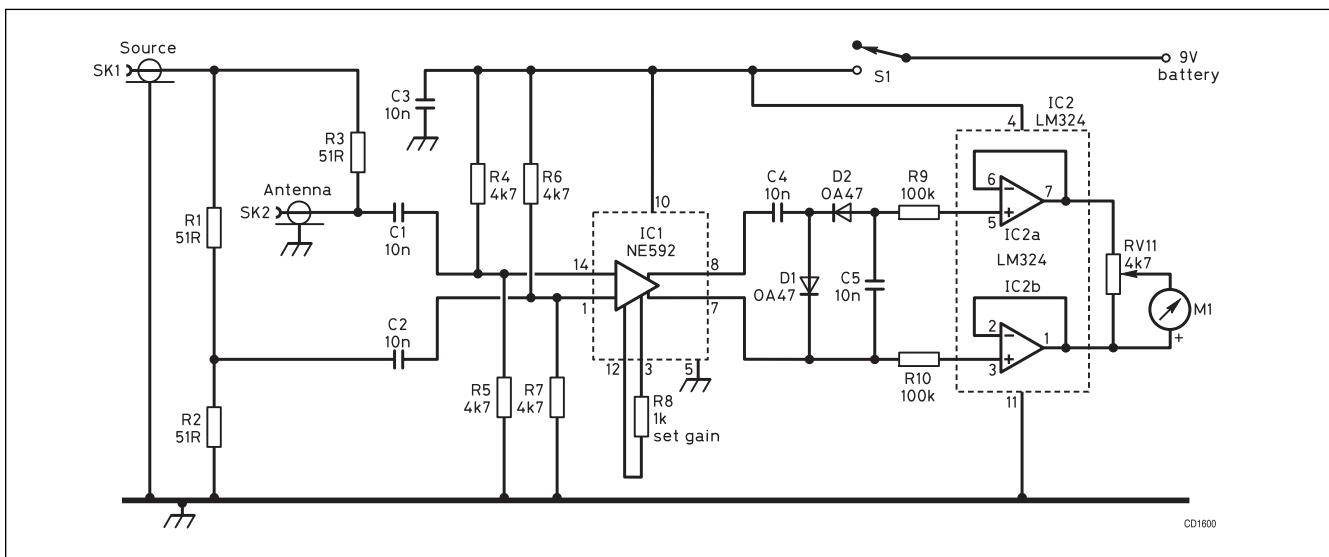 Source
SK1
R3
51R
Antenna
SK2
R1
51R
R2
51R
C1
10n
C2
10n
C3
10n
R4
4k7
R6
4k7
R5
4k7
R7
4k7
14
1
10
IC1
NE592
8
7
12
3
5
R8
1k
set gain
C4
10n
D2
OA47
D1
OA47
C5
10n
R9
100k
R10
100k
S1
9V
battery
IC2
LM324
4
6
5
7
IC2a
LM324
IC2b
2
3
1
11
RV11
4k7
M1
+
CD1600